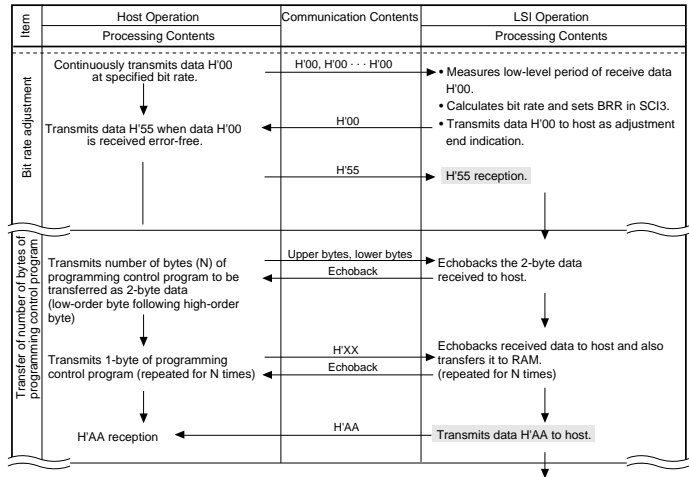 Item
Host Operation
Communication Contents
LSI Operation
Processing Contents
Processing Contents
Bit rate adjustment
Continuously transmits data H'00
at specified bit rate.
H'00, H'00 · · · H'00
• Measures low-level period of receive data
H'00.
• Calculates bit rate and sets BRR in SCI3.
• Transmits data H'00 to host as adjustment
end indication.
H'00
Transmits data H'55 when data H'00
is received error-free.
H'55
H'55 reception.
Transfer of number of bytes of
programming control program
Transmits number of bytes (N) of
programming control program to be
transferred as 2-byte data
(low-order byte following high-order
byte)
Upper bytes, lower bytes
Echoback
Echobacks the 2-byte data
received to host.
Transmits 1-byte of programming
control program (repeated for N times)
H'XX
Echoback
Echobacks received data to host and also
transfers it to RAM.
(repeated for N times)
H'AA reception
H'AA
Transmits data H'AA to host.